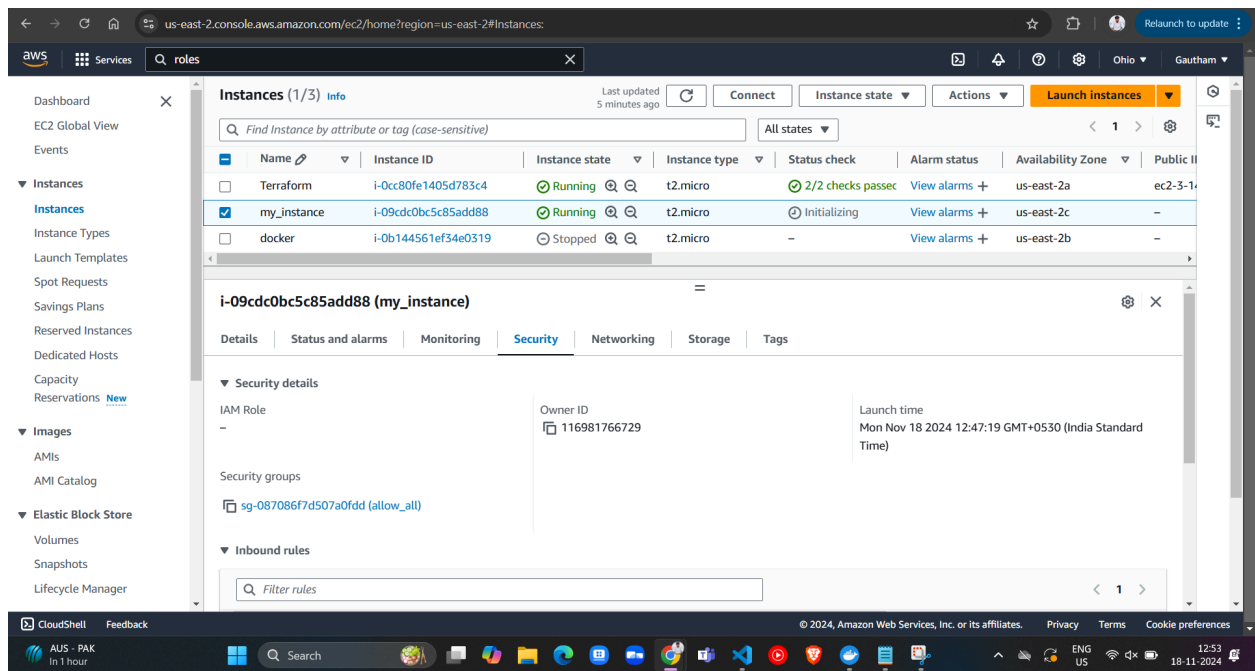 us-east-2.console.aws.amazon.com/ec2/home?region=us-east-2#Instances:
Relaunch to update
aws
Services
roles
Ohio
Gautham
Dashboard
EC2 Global View
Events
Instances
Instances
Instance Types
Launch Templates
Spot Requests
Savings Plans
Reserved Instances
Dedicated Hosts
Capacity
Reservations New
Images
AMIs
AMI Catalog
Elastic Block Store
Volumes
Snapshots
Lifecycle Manager
Instances (1/3) Info
Last updated
5 minutes ago
Connect
Instance state
Actions
Launch instances
Find Instance by attribute or tag (case-sensitive)
All states
1
Name Instance ID Instance state Instance type Status check Alarm status Availability Zone Public I
Terraform i-0cc80fe1405d783c4 Running t2.micro 2/2 checks passec View alarms + us-east-2a ec2-3-14
my_instance i-09cdc0bc5c85add88 Running t2.micro Initializing View alarms + us-east-2c –
docker i-0b144561ef34e0319 Stopped t2.micro – View alarms + us-east-2b –
i-09cdc0bc5c85add88 (my_instance)
Details Status and alarms Monitoring Security Networking Storage Tags
Security details
IAM Role
–
Owner ID
116981766729
Launch time
Mon Nov 18 2024 12:47:19 GMT+0530 (India Standard
Time)
Security groups
sg-087086f7d507a0fdd (allow_all)
Inbound rules
Filter rules
1
CloudShell Feedback
© 2024, Amazon Web Services, Inc. or its affiliates. Privacy Terms Cookie preferences
AUS - PAK
In 1 hour
Search
ENG
US
12:53
18-11-2024